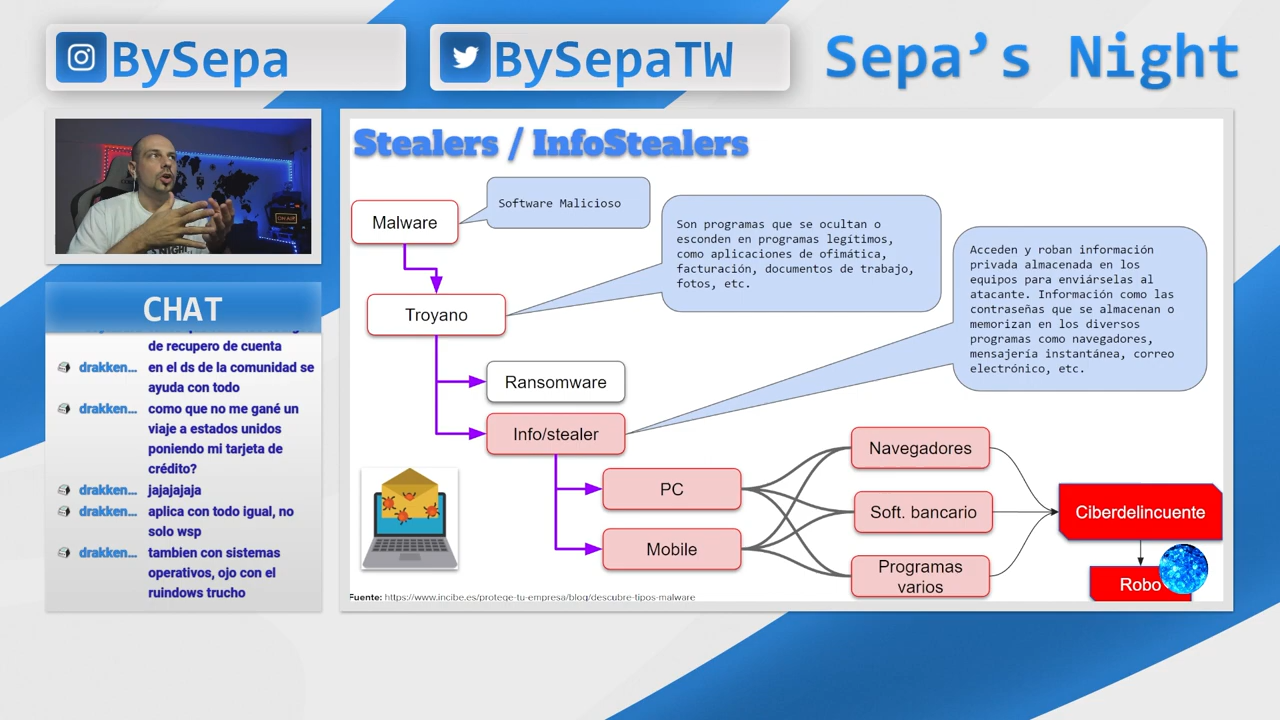 BySepa
BySepaTW
Sepa’s Night
CHAT
de recupero de cuenta
drakken... en el ds de la comunidad se
ayuda con todo
drakken... como que no me gané un
viaje a estados unidos
poniendo mi tarjeta de
crédito?
drakken... jajajajaja
drakken... aplica con todo igual, no
solo wsp
drakken... tambien con sistemas
operativos, ojo con el
ruindows trucho
Stealers / InfoStealers
Malware
Software Malicioso
Troyano
Son programas que se ocultan o
esconden en programas legítimos,
como aplicaciones de ofimática,
facturación, documentos de trabajo,
fotos, etc.
Acceden y roban información
privada almacenada en los
equipos para enviárselas al
atacante. Información como las
contraseñas que se almacenan o
memorizan en los diversos
programas como navegadores,
mensajería instantánea, correo
electrónico, etc.
Ransomware
Info/stealer
PC
Mobile
Navegadores
Soft. bancario
Programas
varios
Ciberdelincuente
Robo
Fuente: https://www.incibe.es/protege-tu-empresa/blog/descubre-tipos-malware
ON AIR